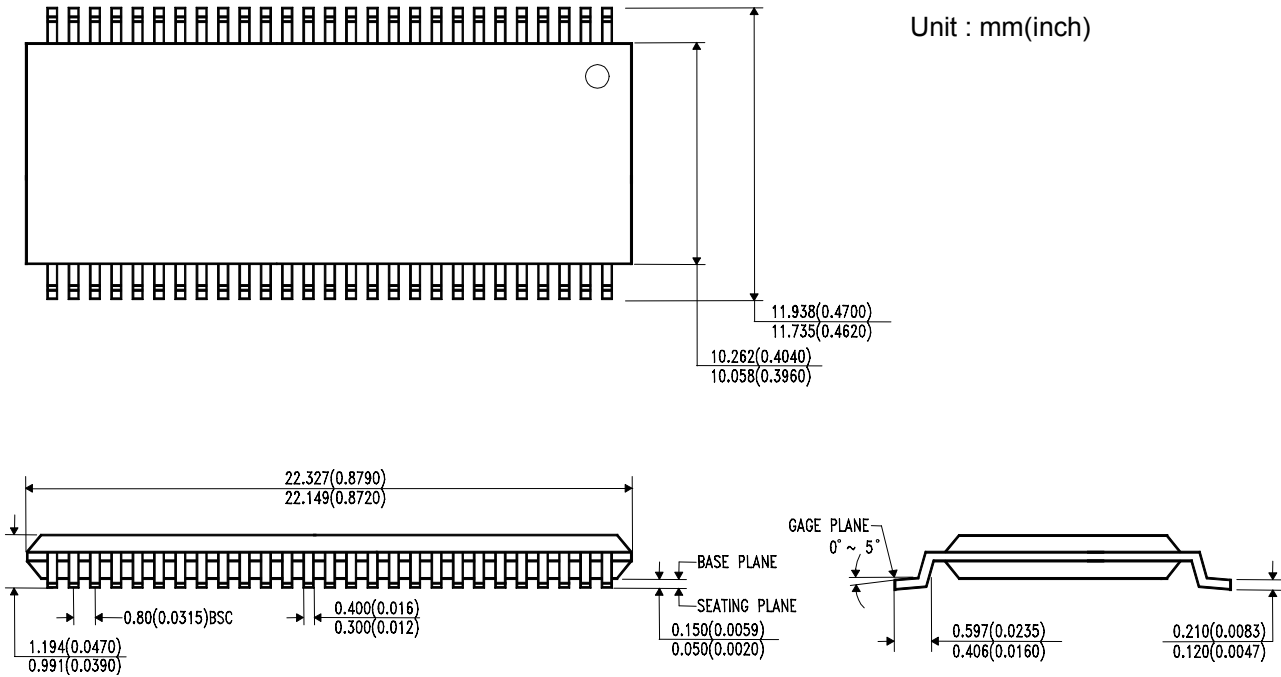 Unit : mm(inch)
11.938(0.4700)
11.735(0.4620)
10.262(0.4040)
10.058(0.3960)
22.327(0.8790)
22.149(0.8720)
GAGE PLANE
0° ~ 5°
BASE PLANE
SEATING PLANE
0.80(0.0315)BSC
0.400(0.016)
0.300(0.012)
0.150(0.0059)
0.050(0.0020)
0.597(0.0235)
0.406(0.0160)
0.210(0.0083)
0.120(0.0047)
1.194(0.0470)
0.991(0.0390)